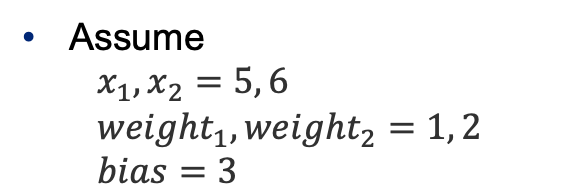 • Assume
x₁, x₂ = 5, 6
weight₁, weight₂ = 1, 2
bias = 3